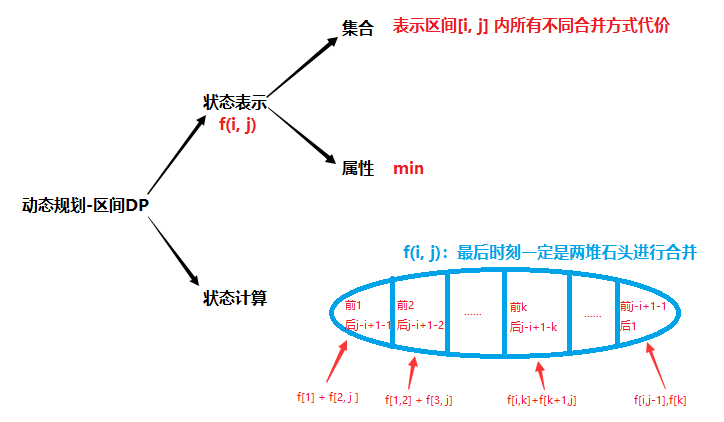 集合
表示区间[i, j] 内所有不同合并方式代价
状态表示
f(i, j)
属性
min
动态规划-区间DP
状态计算
f(i, j)：最后时刻一定是两堆石头进行合并
前1
后j-i+1-1
前2
后j-i+1-2
......
前k
后j-i+1-k
......
前j-i+1-1
后1
f[1] + f[2, j ]
f[1,2] + f[3, j]
f[i,k]+f[k+1,j]
f[i,j-1],f[k]